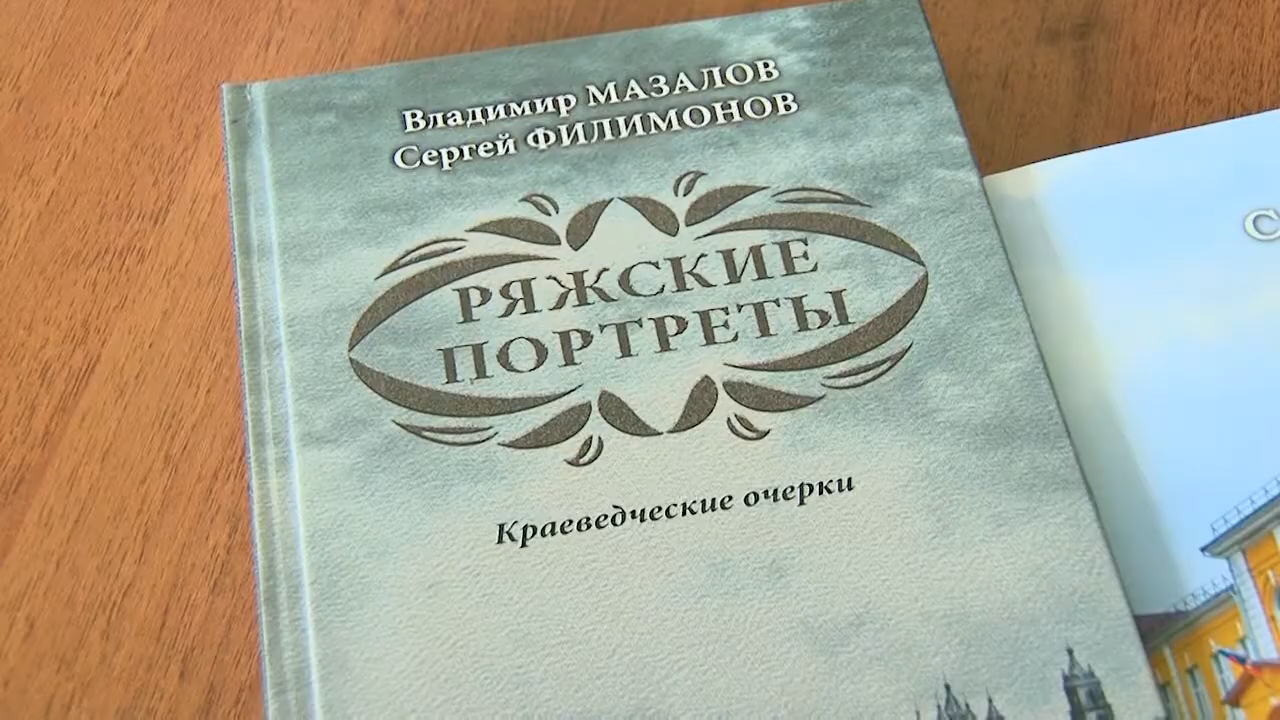 Владимир МАЗАЛОВ
Сергей ФИЛИМОНОВ
РЯЖСКИЕ
ПОРТРЕТЫ
Краеведческие очерки
С